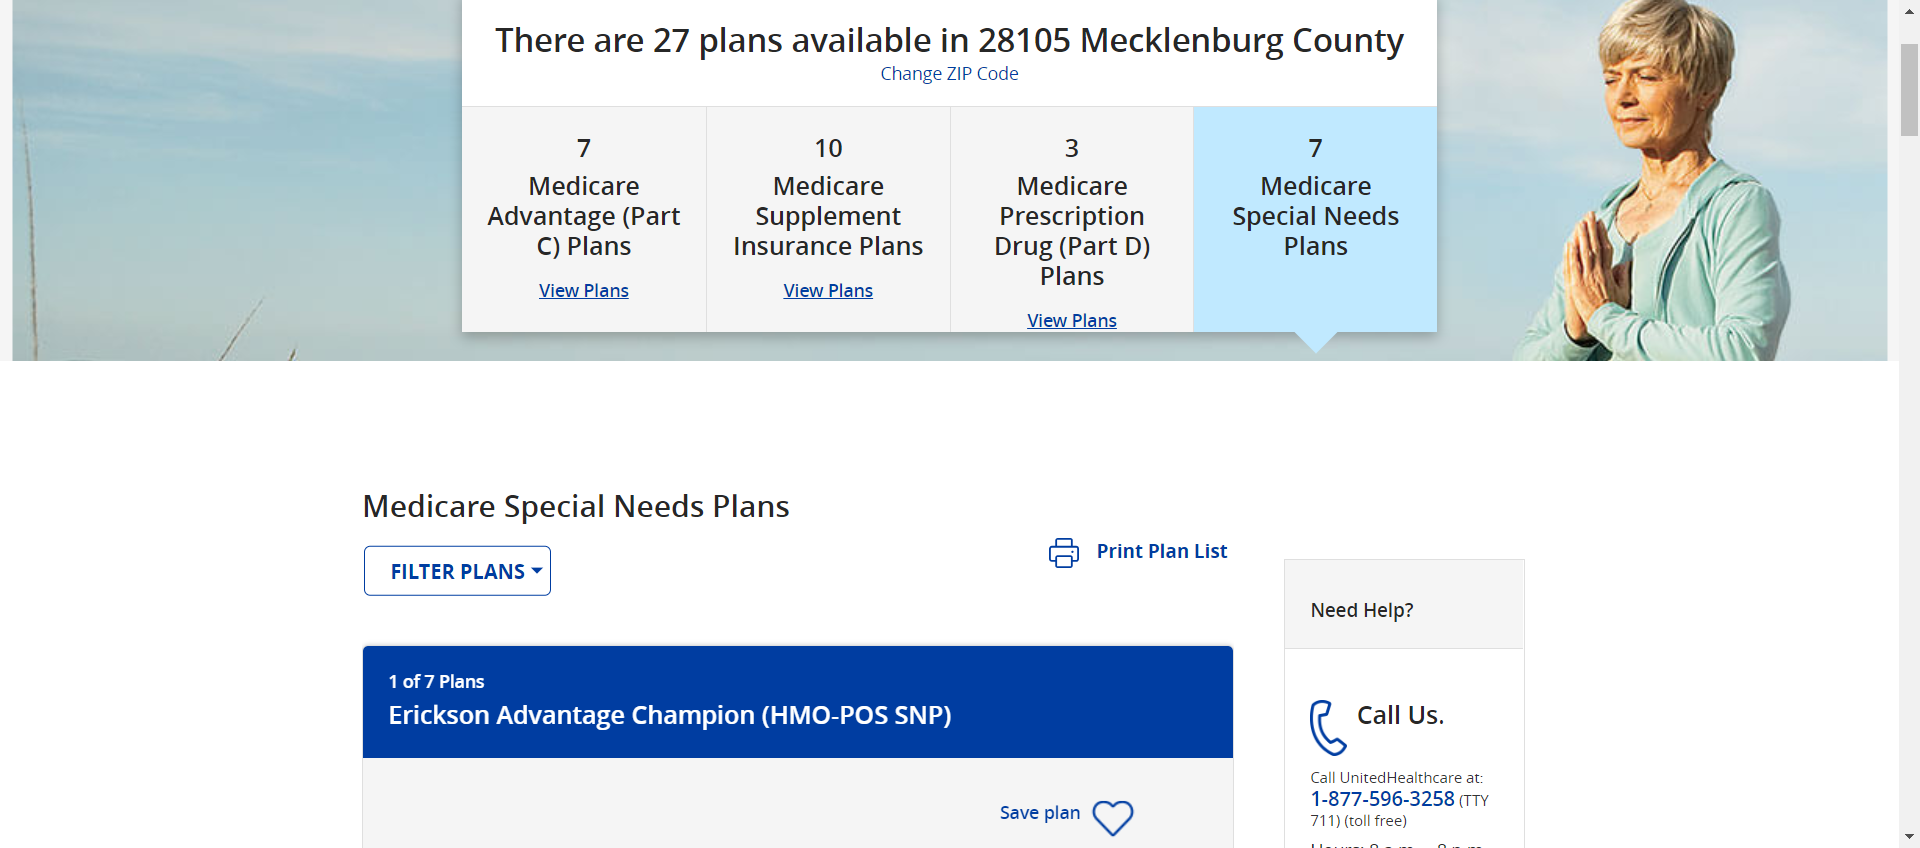 There are 27 plans available in 28105 Mecklenburg County
Change ZIP Code
7
Medicare
Advantage (Part
C) Plans
View Plans
10
Medicare
Supplement
Insurance Plans
View Plans
3
Medicare
Prescription
Drug (Part D)
Plans
View Plans
7
Medicare
Special Needs
Plans
Medicare Special Needs Plans
FILTER PLANS
Print Plan List
1 of 7 Plans
Erickson Advantage Champion (HMO-POS SNP)
Save plan
Need Help?
Call Us.
Call UnitedHealthcare at:
1-877-596-3258 (TTY
711) (toll free)